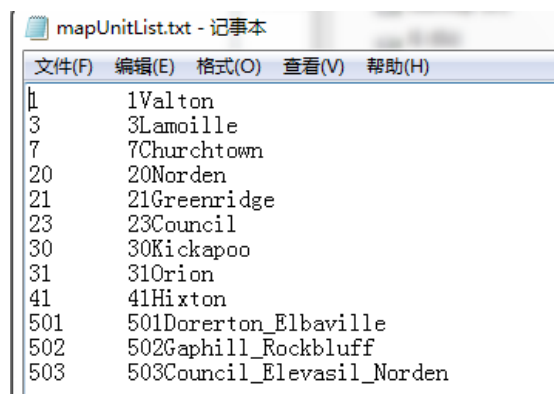 mapUnitList.txt - 记事本
文件(F) 编辑(E) 格式(O) 查看(V) 帮助(H)
1 1Valton
3 3Lamoille
7 7Churchtown
20 20Norden
21 21Greenridge
23 23Council
30 30Kickapoo
31 31Orion
41 41Hixton
501 501Dorerton_Elbaville
502 502Gaphill_Rockbluff
503 503Council_Elevasil_Norden